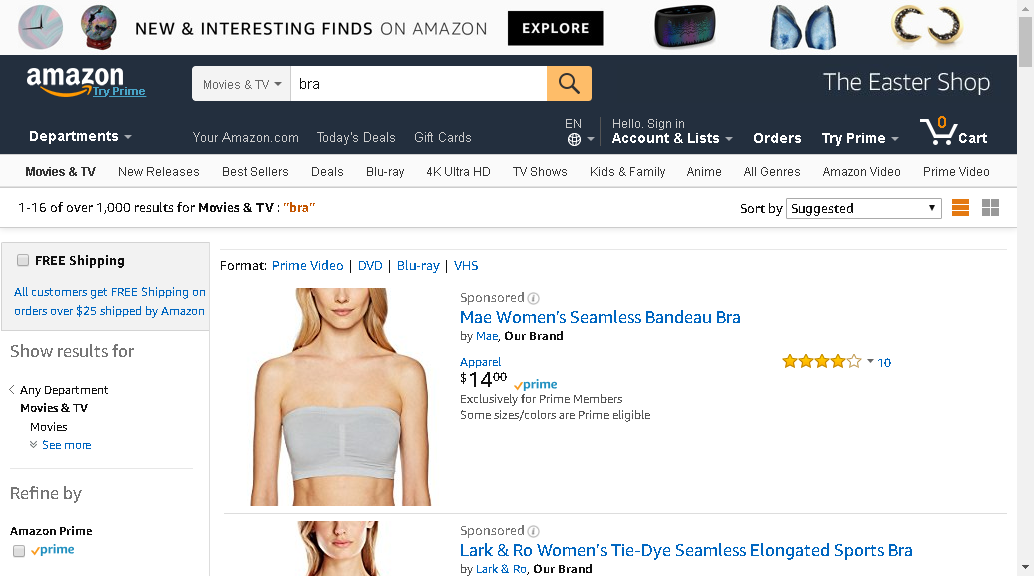 NEW & INTERESTING FINDS ON AMAZON EXPLORE
amazon
Try Prime
Movies & TV bra
The Easter Shop
Departments
Your Amazon.com Today's Deals Gift Cards
EN
Hello. Sign in
Account & Lists
Orders
Try Prime
0
Cart
Movies & TV New Releases Best Sellers Deals Blu-ray 4K Ultra HD TV Shows Kids & Family Anime All Genres Amazon Video Prime Video
1-16 of over 1,000 results for Movies & TV : "bra"
Sort by Suggested
FREE Shipping
All customers get FREE Shipping on
orders over $25 shipped by Amazon
Show results for
Any Department
Movies & TV
Movies
See more
Refine by
Amazon Prime
prime
Format: Prime Video | DVD | Blu-ray | VHS
Sponsored
Mae Women's Seamless Bandeau Bra
by Mae, Our Brand
Apparel
$1400 prime
Exclusively for Prime Members
Some sizes/colors are Prime eligible
10
Sponsored
Lark & Ro Women's Tie-Dye Seamless Elongated Sports Bra
by Lark & Ro, Our Brand